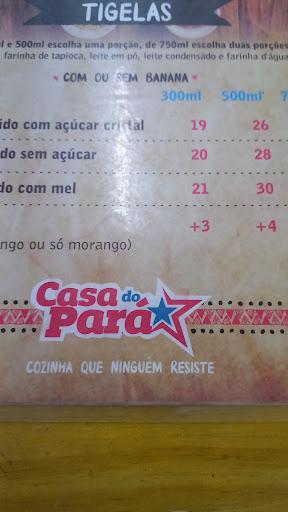 TIGELAS
l e 500ml escolha uma porção, de 750ml escolha duas porções
farinha de tapioca, leite em pó, leite condensado e farinha d'água
COM OU SEM BANANA
300ml 500ml 7
ido com açúcar cristal 19 26
do sem açúcar 20 28
do com mel 21 30
+3 +4
ngo ou só morango)
Casa do
Pará
COZINHA QUE NINGUÉM RESISTE